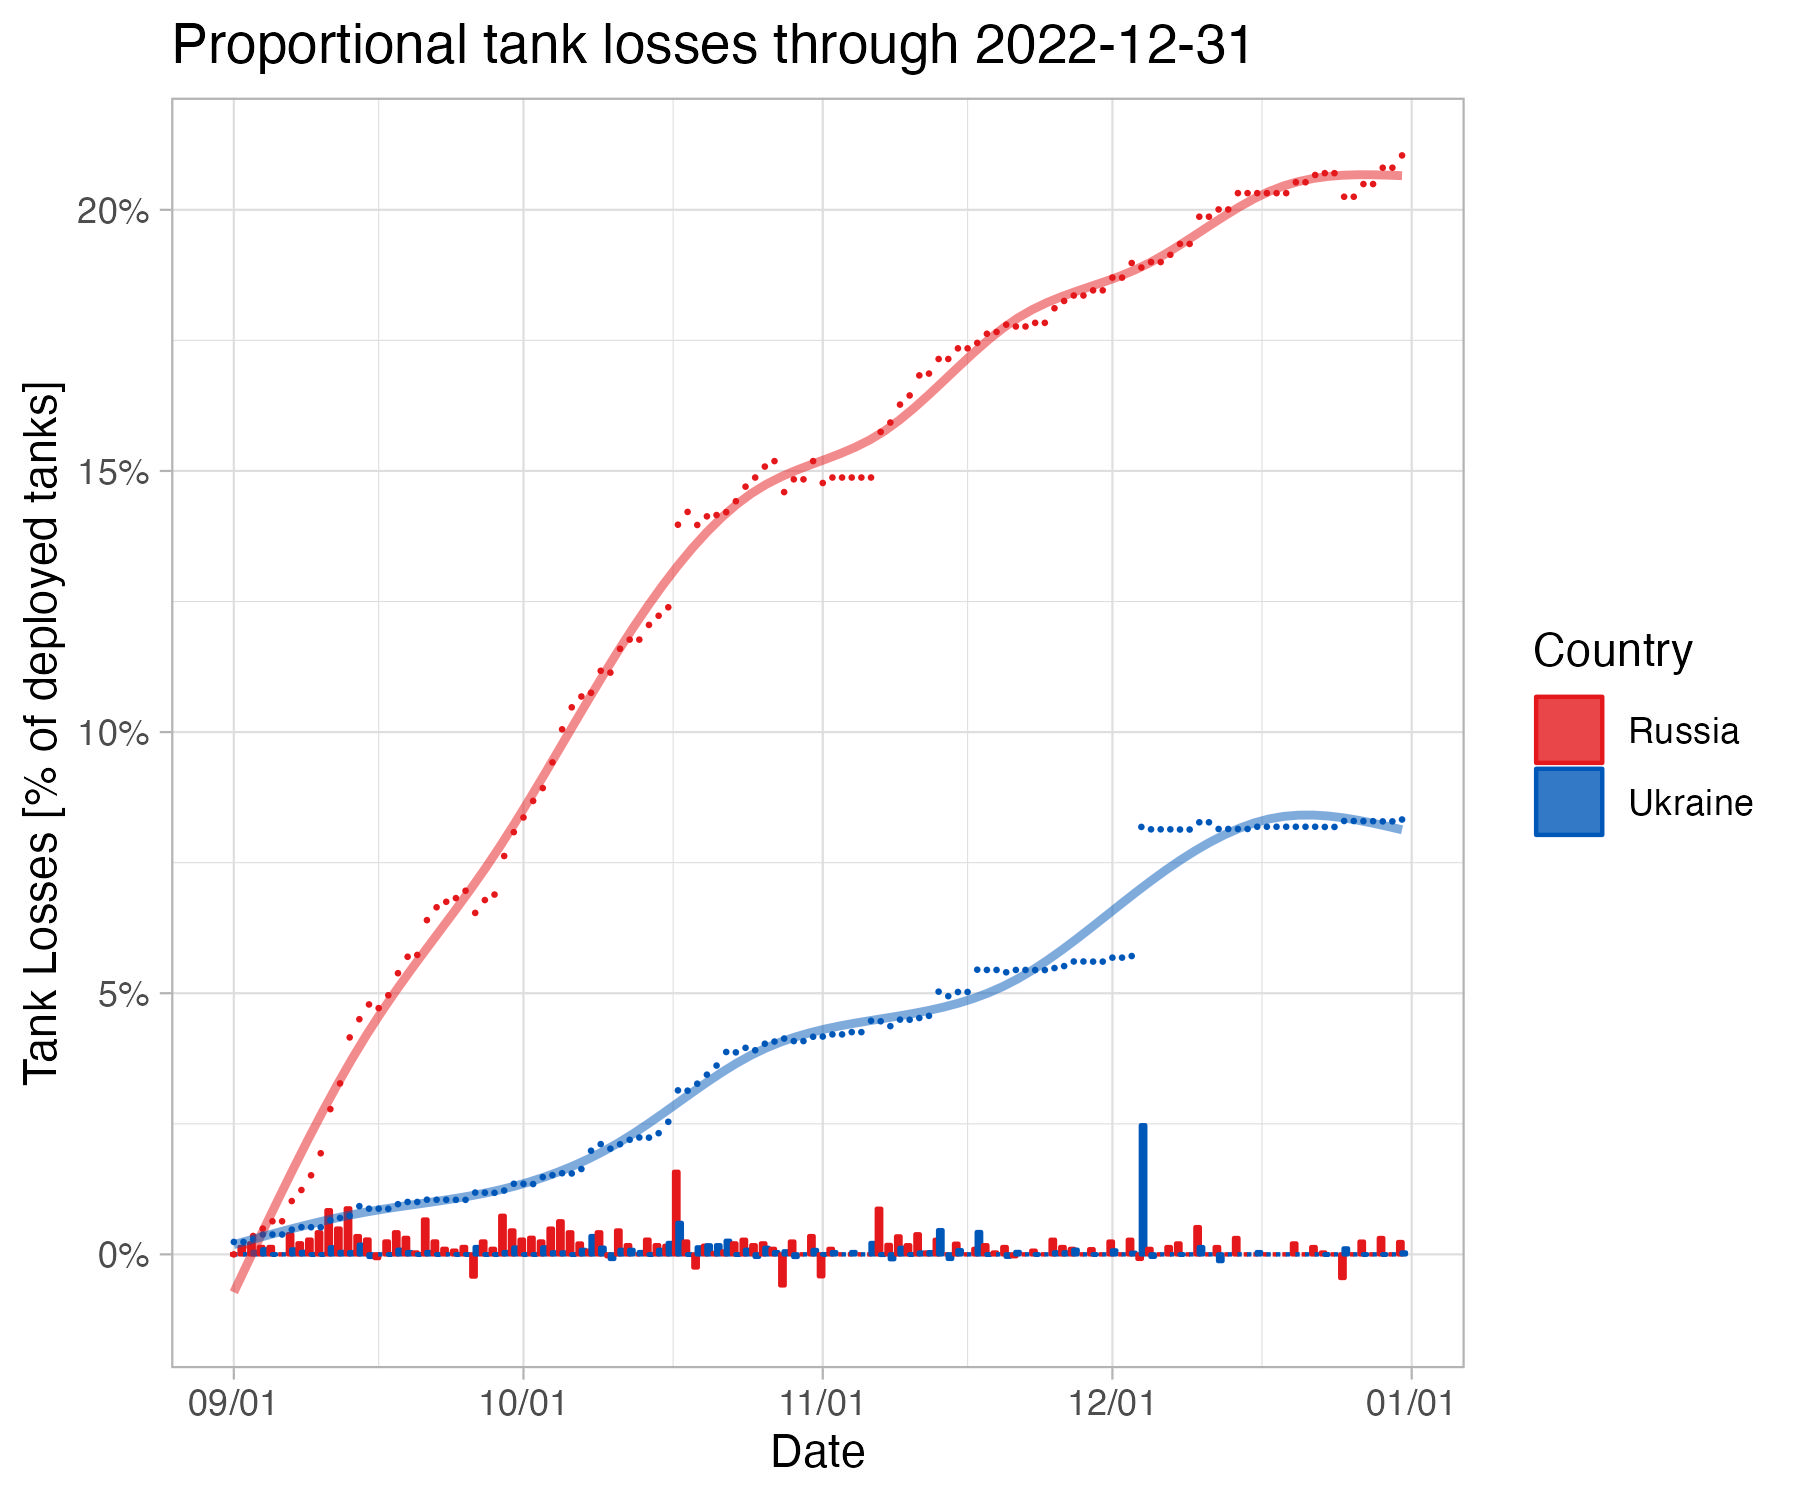 Proportional tank losses through 2022-12-31
Tank Losses [% of deployed tanks]
20%
15%
10%
5%
0%
09/01
10/01
11/01
12/01
01/01
Date
Country
Russia
Ukraine